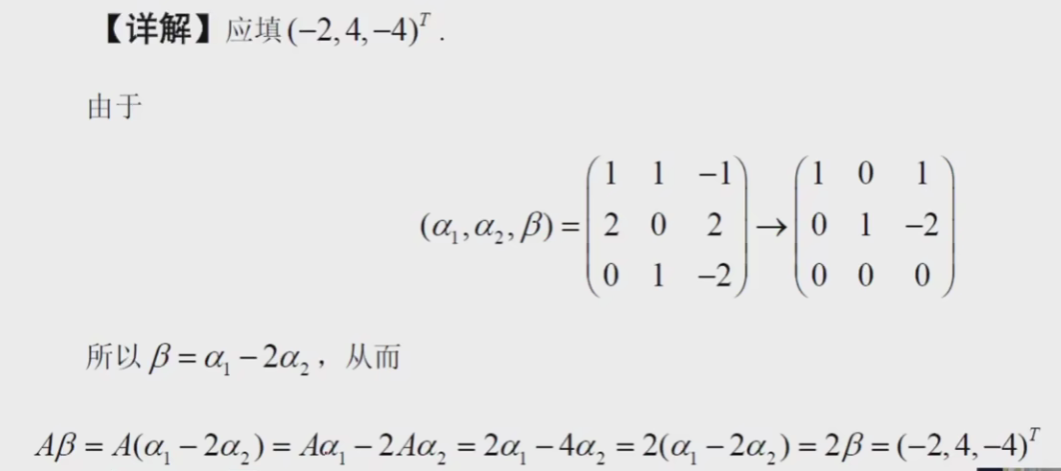 【详解】应填(−2,4,−4)^T .
由于
(α₁,α₂,β)=(1 1 −1; 2 0 2; 0 1 −2)→(1 0 1; 0 1 −2; 0 0 0)
所以 β=α₁−2α₂，从而
Aβ=A(α₁−2α₂)=Aα₁−2Aα₂=2α₁−4α₂=2(α₁−2α₂)=2β=(−2,4,−4)^T